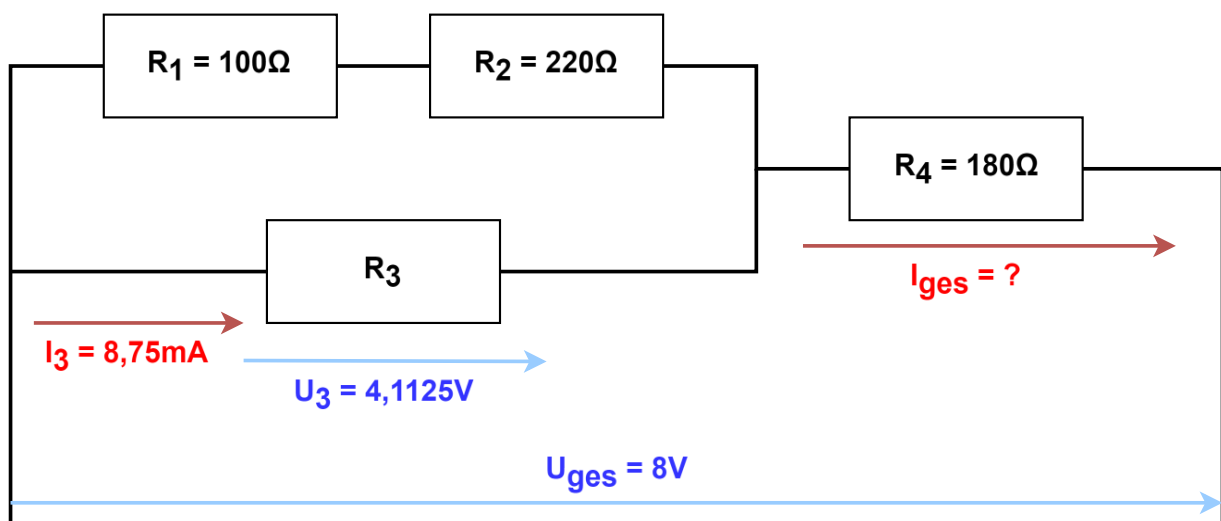 R1 = 100Ω
R2 = 220Ω
R4 = 180Ω
R3
Iges = ?
I3 = 8,75mA
U3 = 4,1125V
Uges = 8V